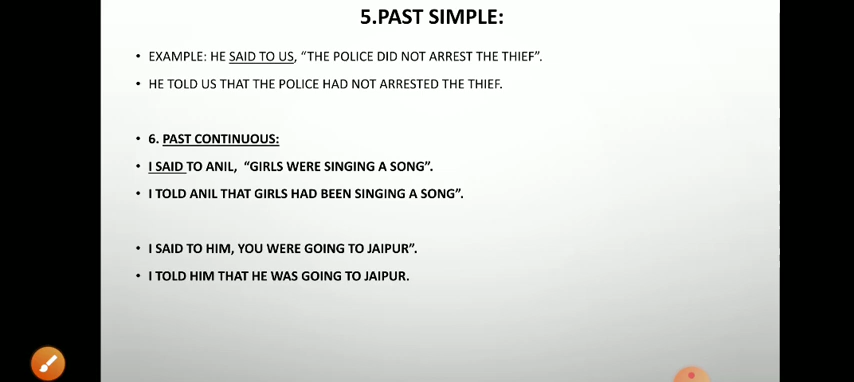 5.PAST SIMPLE:
• EXAMPLE: HE SAID TO US, “THE POLICE DID NOT ARREST THE THIEF”.
• HE TOLD US THAT THE POLICE HAD NOT ARRESTED THE THIEF.
• 6. PAST CONTINUOUS:
• I SAID TO ANIL, “GIRLS WERE SINGING A SONG”.
• I TOLD ANIL THAT GIRLS HAD BEEN SINGING A SONG”.
• I SAID TO HIM, YOU WERE GOING TO JAIPUR”.
• I TOLD HIM THAT HE WAS GOING TO JAIPUR.